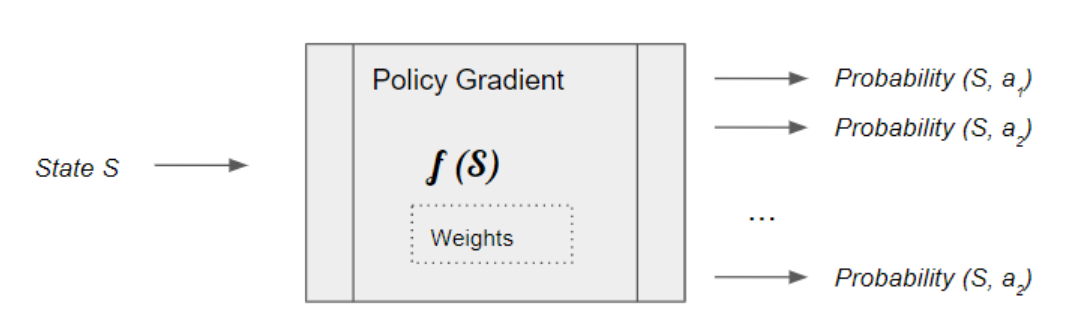 Policy Gradient
Probability (S, a₁)
Probability (S, a₂)
State S
f (S)
...
Weights
Probability (S, a₂)